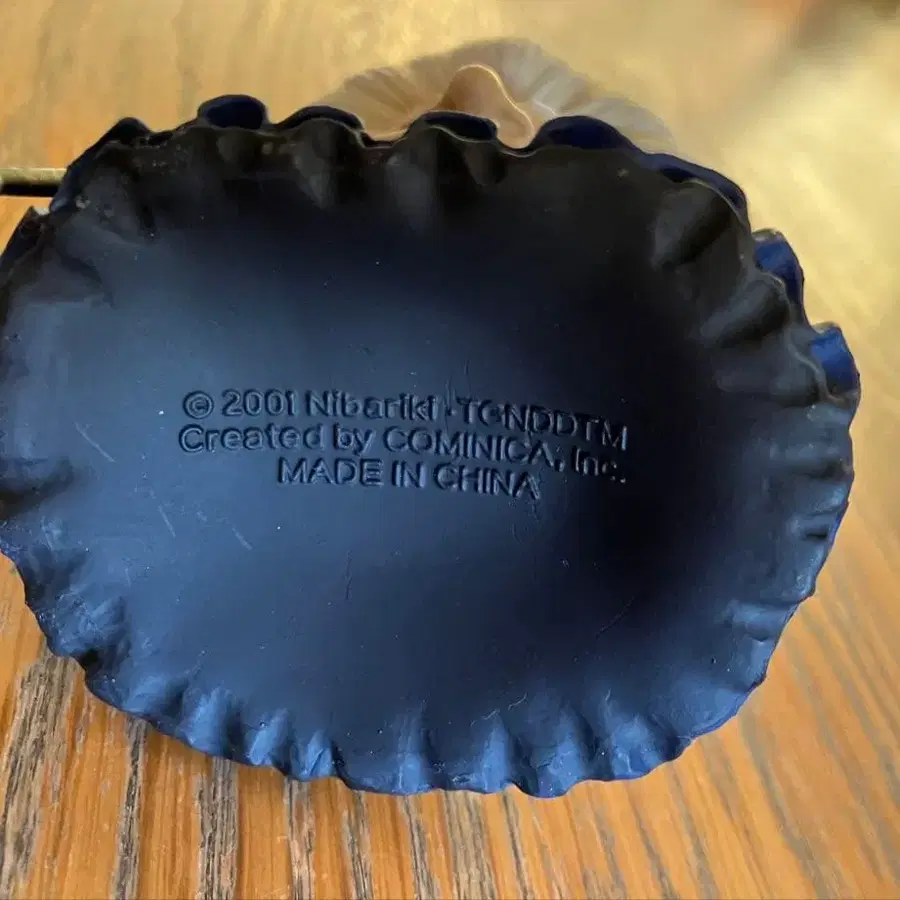 © 2001 Nibariki · TGNDDTM
Created by COMINICA, Inc.
MADE IN CHINA